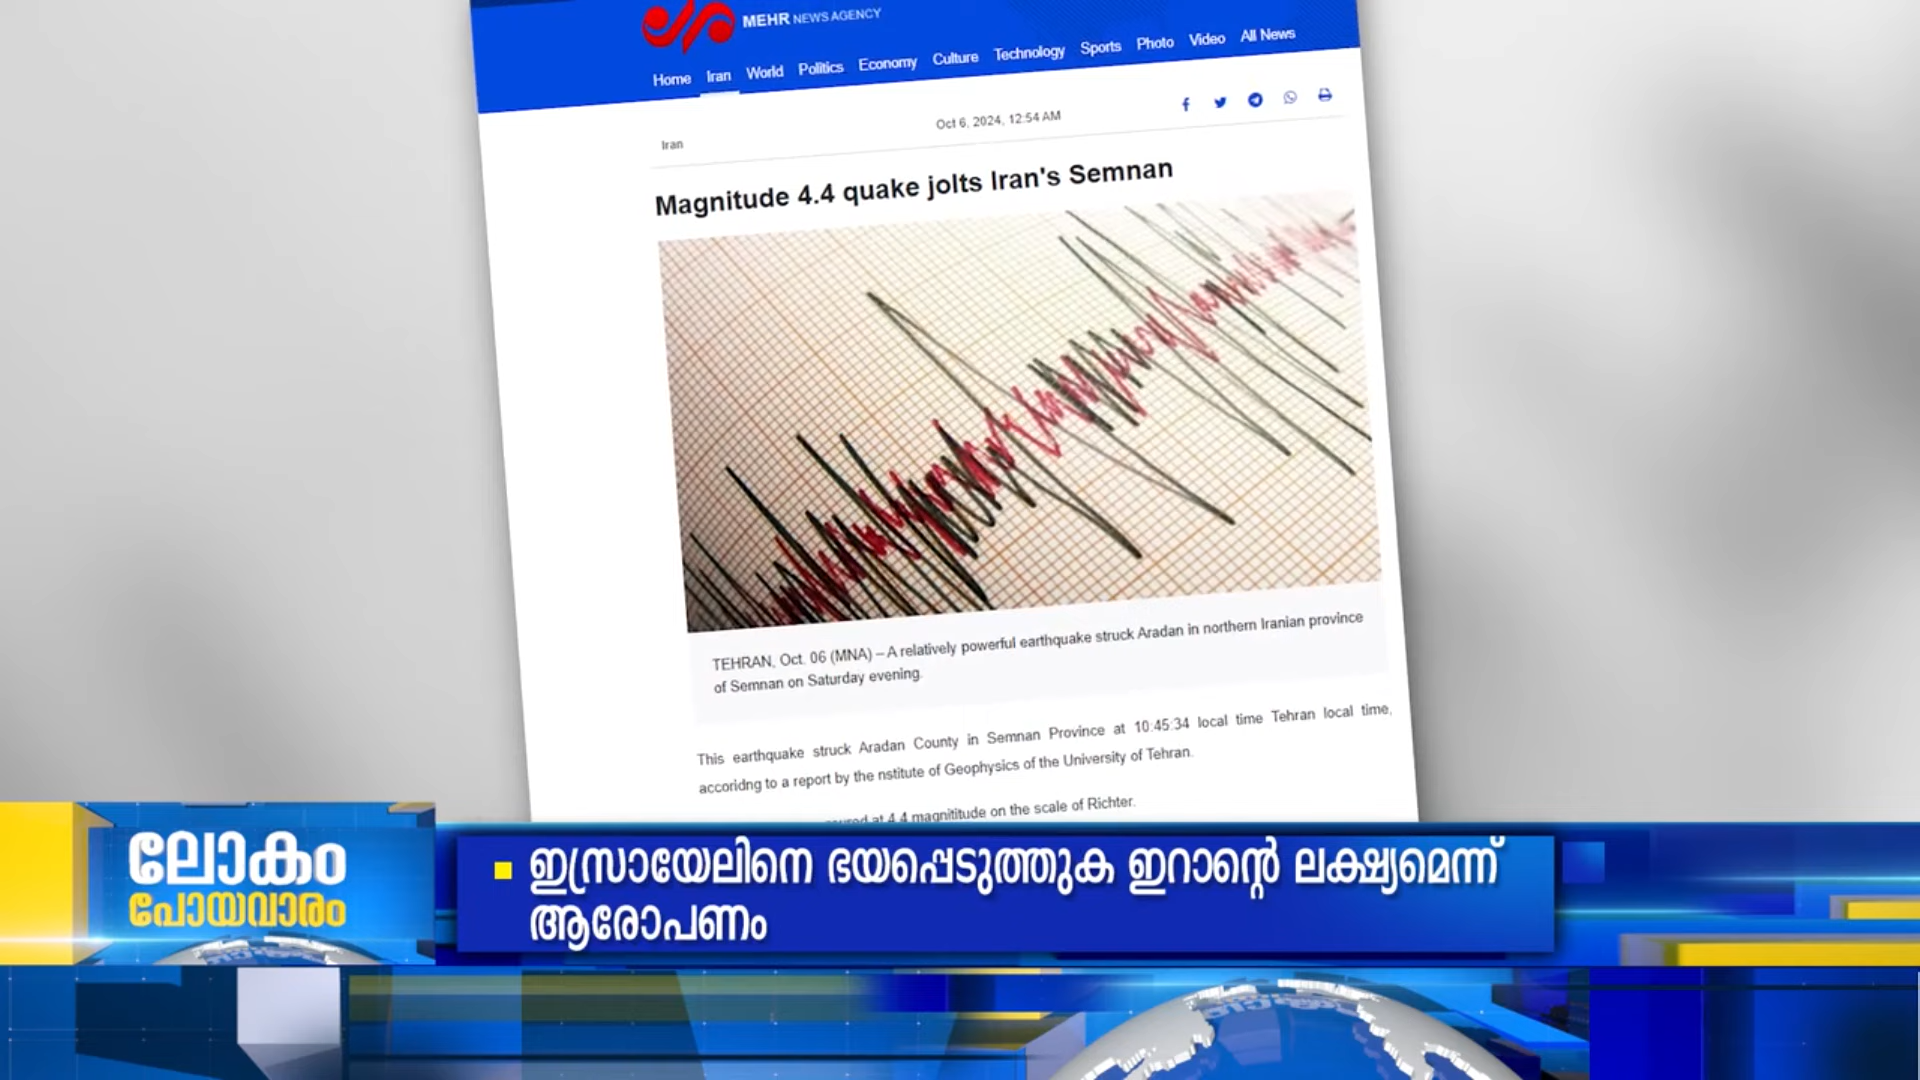 MEHR NEWS AGENCY
Home Iran World Politics Economy Culture Technology Sports Photo Video All News
Oct 6, 2024, 12:54 AM
Iran
Magnitude 4.4 quake jolts Iran's Semnan
TEHRAN, Oct. 06 (MNA) – A relatively powerful earthquake struck Aradan in northern Iranian province
of Semnan on Saturday evening.
This earthquake struck Aradan County in Semnan Province at 10:45:34 local time Tehran local time,
accoridng to a report by the nstitute of Geophysics of the University of Tehran.
at 4.4 magnititude on the scale of Richter.
ലോകം
പോയവാരം
ഇസ്രായേലിനെ ഭയപ്പെടുത്തുക ഇറാന്റെ ലക്ഷ്യമെന്ന്
ആരോപണം